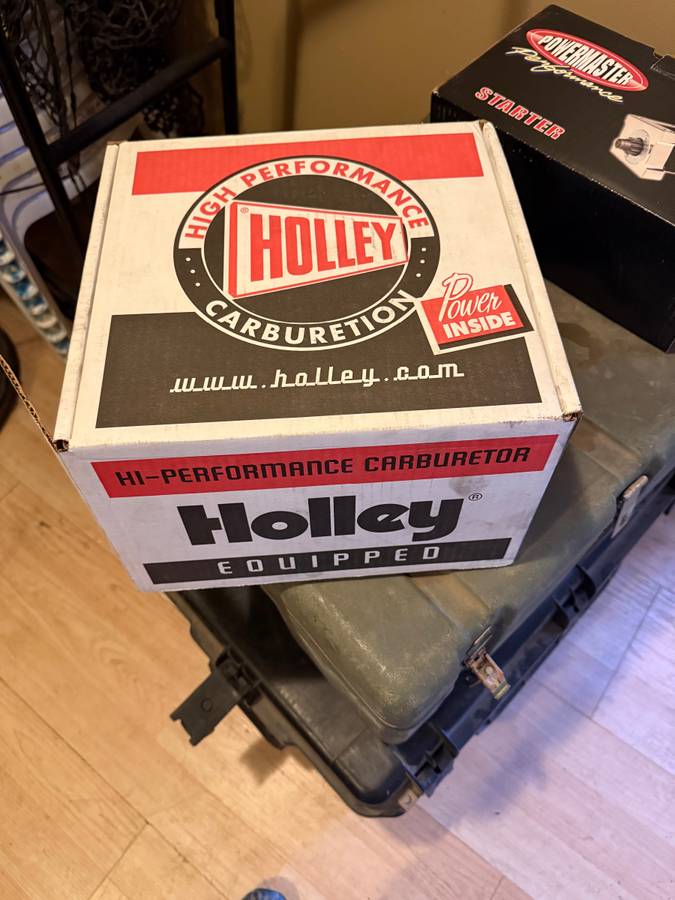 HIGH PERFORMANCE
® HOLLEY
CARBURETION
Power
INSIDE
www.holley.com
HI-PERFORMANCE CARBURETOR
Holley®
EQUIPPED
POWERMASTER
Performance
STARTER